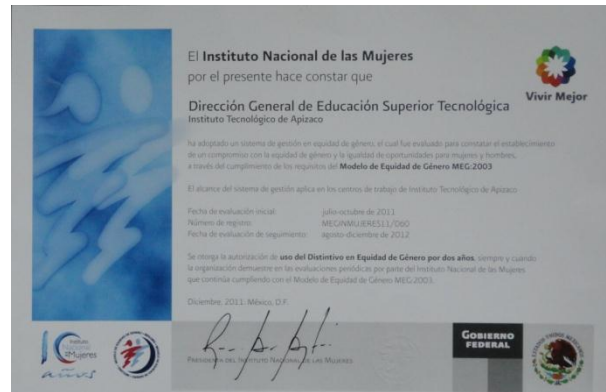 El Instituto Nacional de las Mujeres
por el presente hace constar que
Vivir Mejor
Dirección General de Educación Superior Tecnológica
Instituto Tecnológico de Apizaco
ha adoptado un sistema de gestión en equidad de género, el cual fue evaluado para constatar el establecimiento
de un compromiso con la equidad de género y la igualdad de oportunidades para mujeres y hombres,
a través del cumplimiento de los requisitos del Modelo de Equidad de Género MEG:2003
El alcance del sistema de gestión aplica en los centros de trabajo de Instituto Tecnológico de Apizaco
Fecha de evaluación inicial: julio-octubre de 2011
Número de registro: MEGINMUJERES11/060
Fecha de evaluación de seguimiento: agosto-diciembre de 2012
Se otorga la autorización de uso del Distintivo en Equidad de Género por dos años, siempre y cuando
la organización demuestre en las evaluaciones periódicas por parte del Instituto Nacional de las Mujeres
que continúa cumpliendo con el Modelo de Equidad de Género MEG:2003.
Diciembre, 2011, México, D.F.
Presidenta del Instituto Nacional de las Mujeres
Instituto
Nacional
de las Mujeres
años
Gobierno
Federal